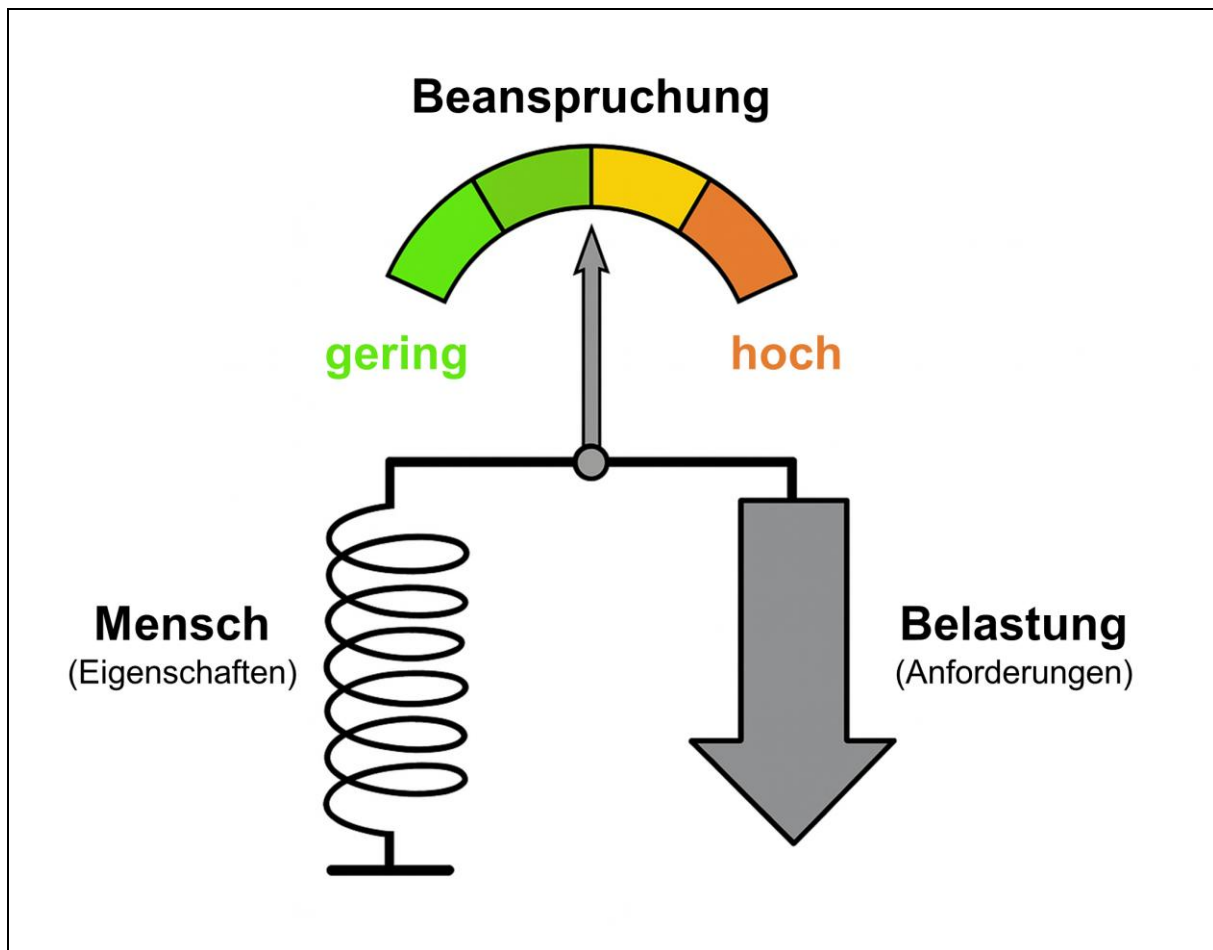 Beanspruchung
gering
hoch
Mensch
(Eigenschaften)
Belastung
(Anforderungen)